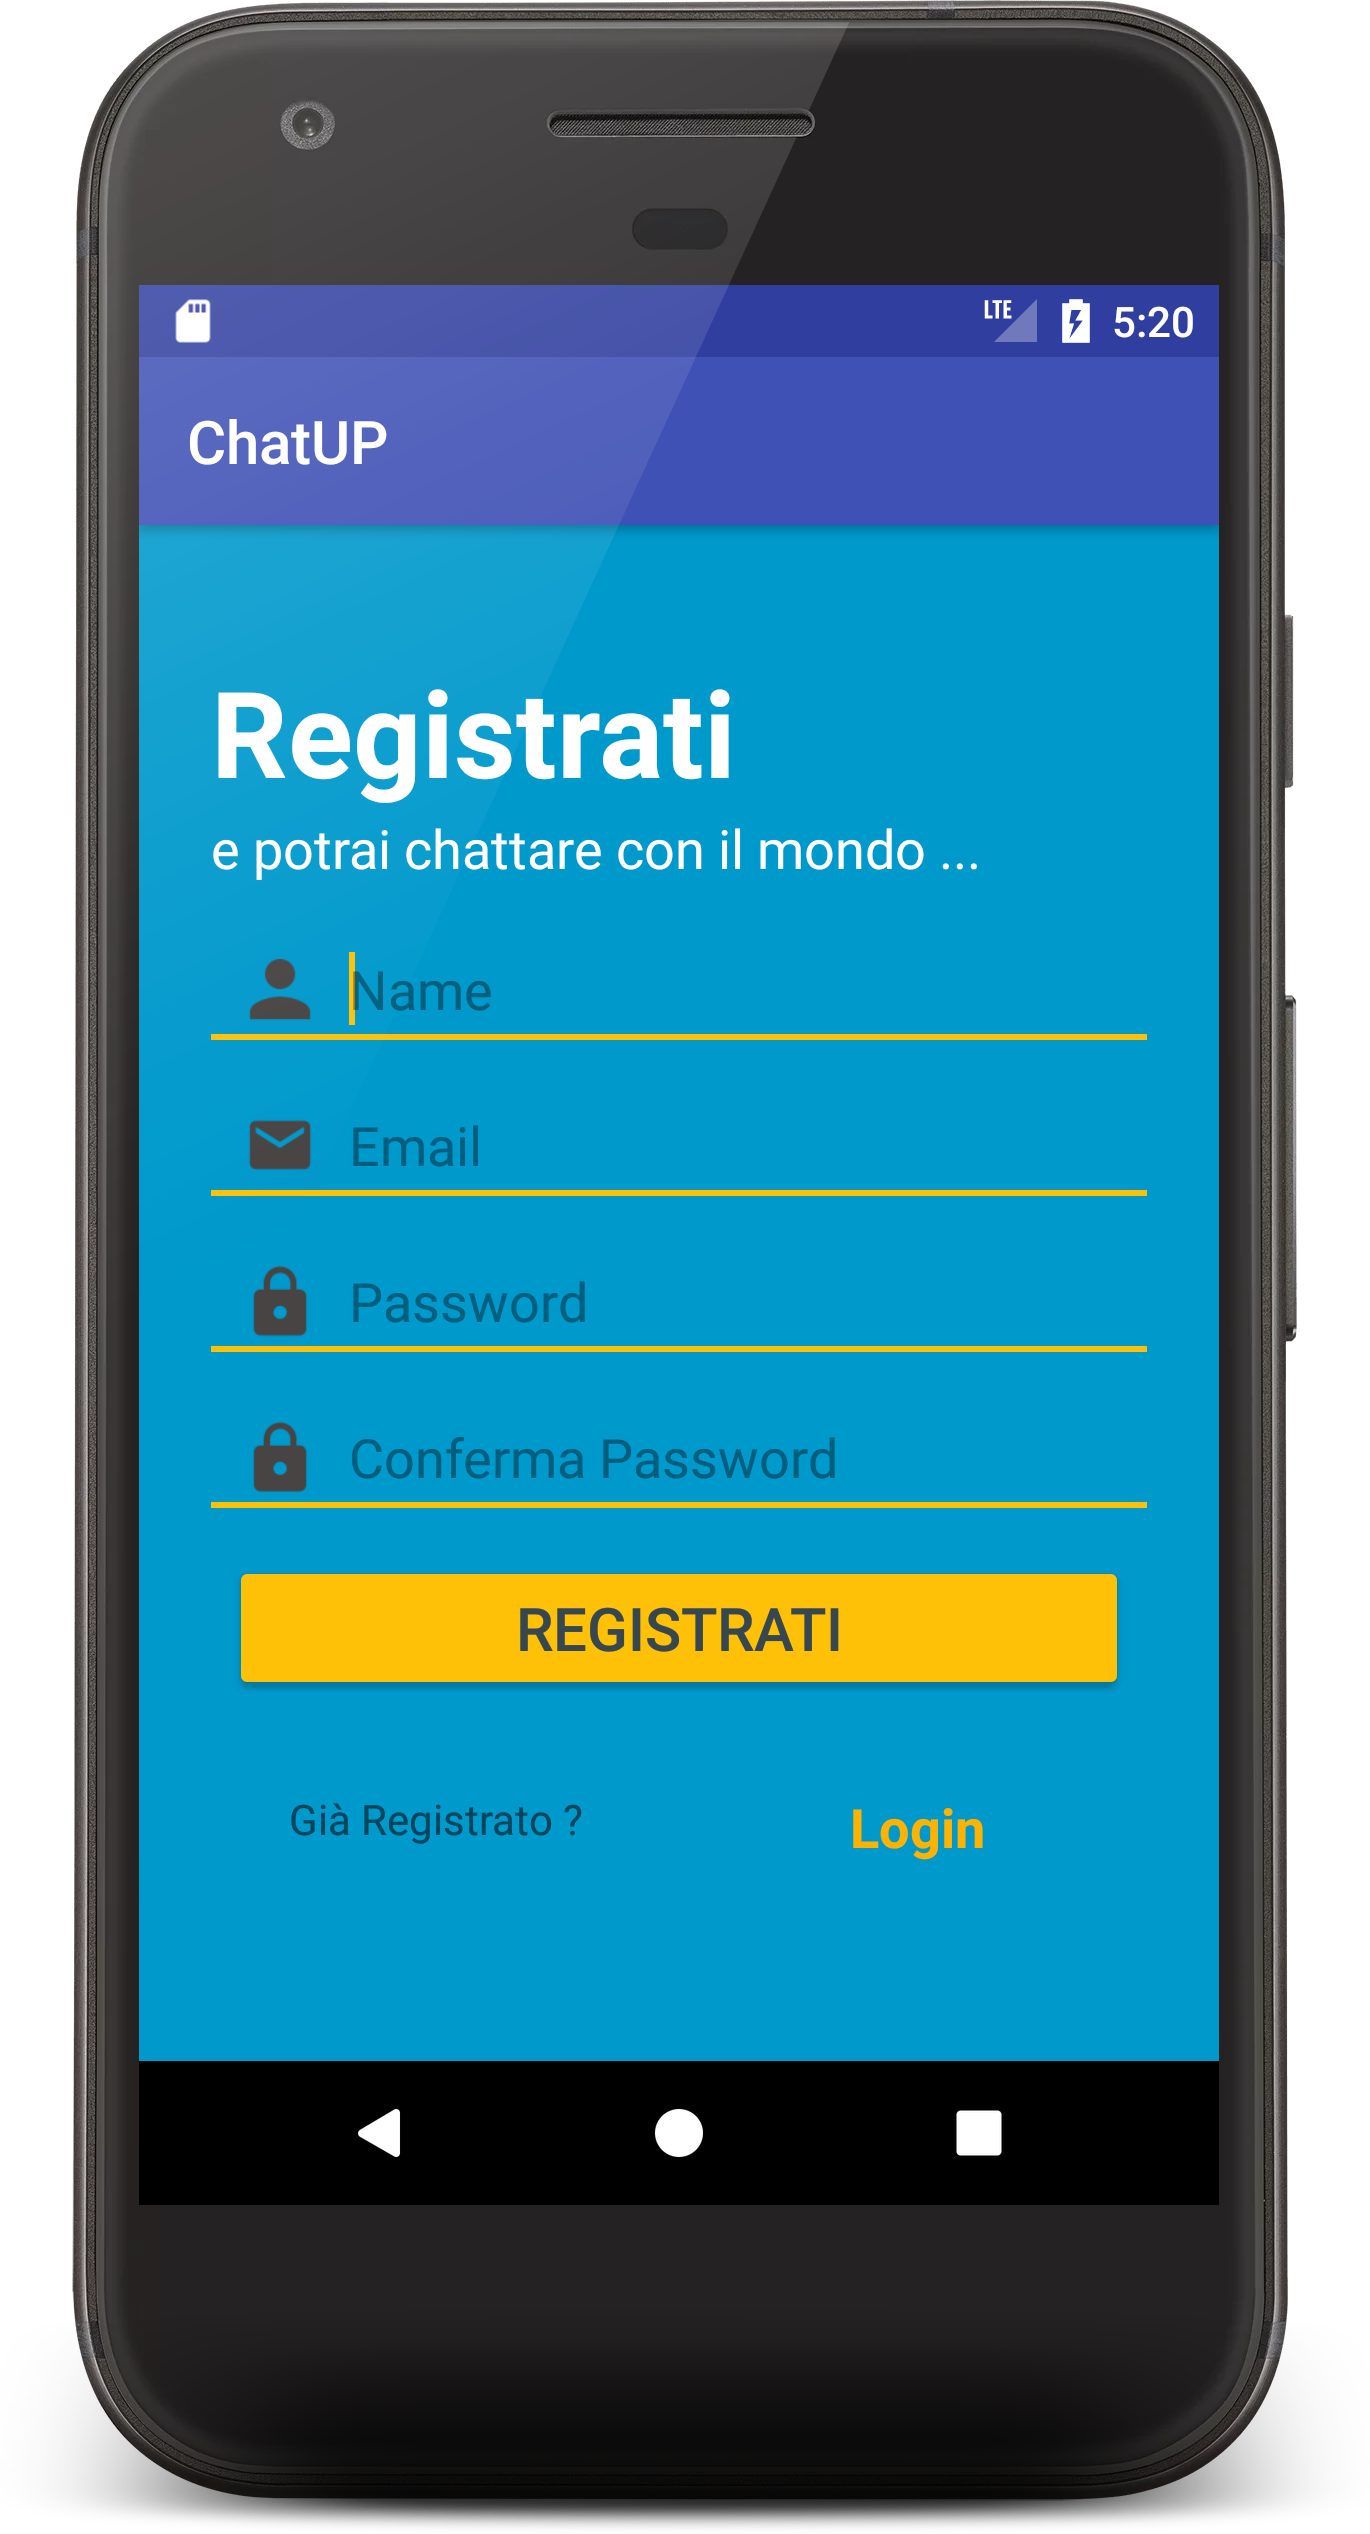 LTE 5:20
ChatUP
Registrati
e potrai chattare con il mondo ...
Name
Email
Password
Conferma Password
REGISTRATI
Già Registrato ? Login